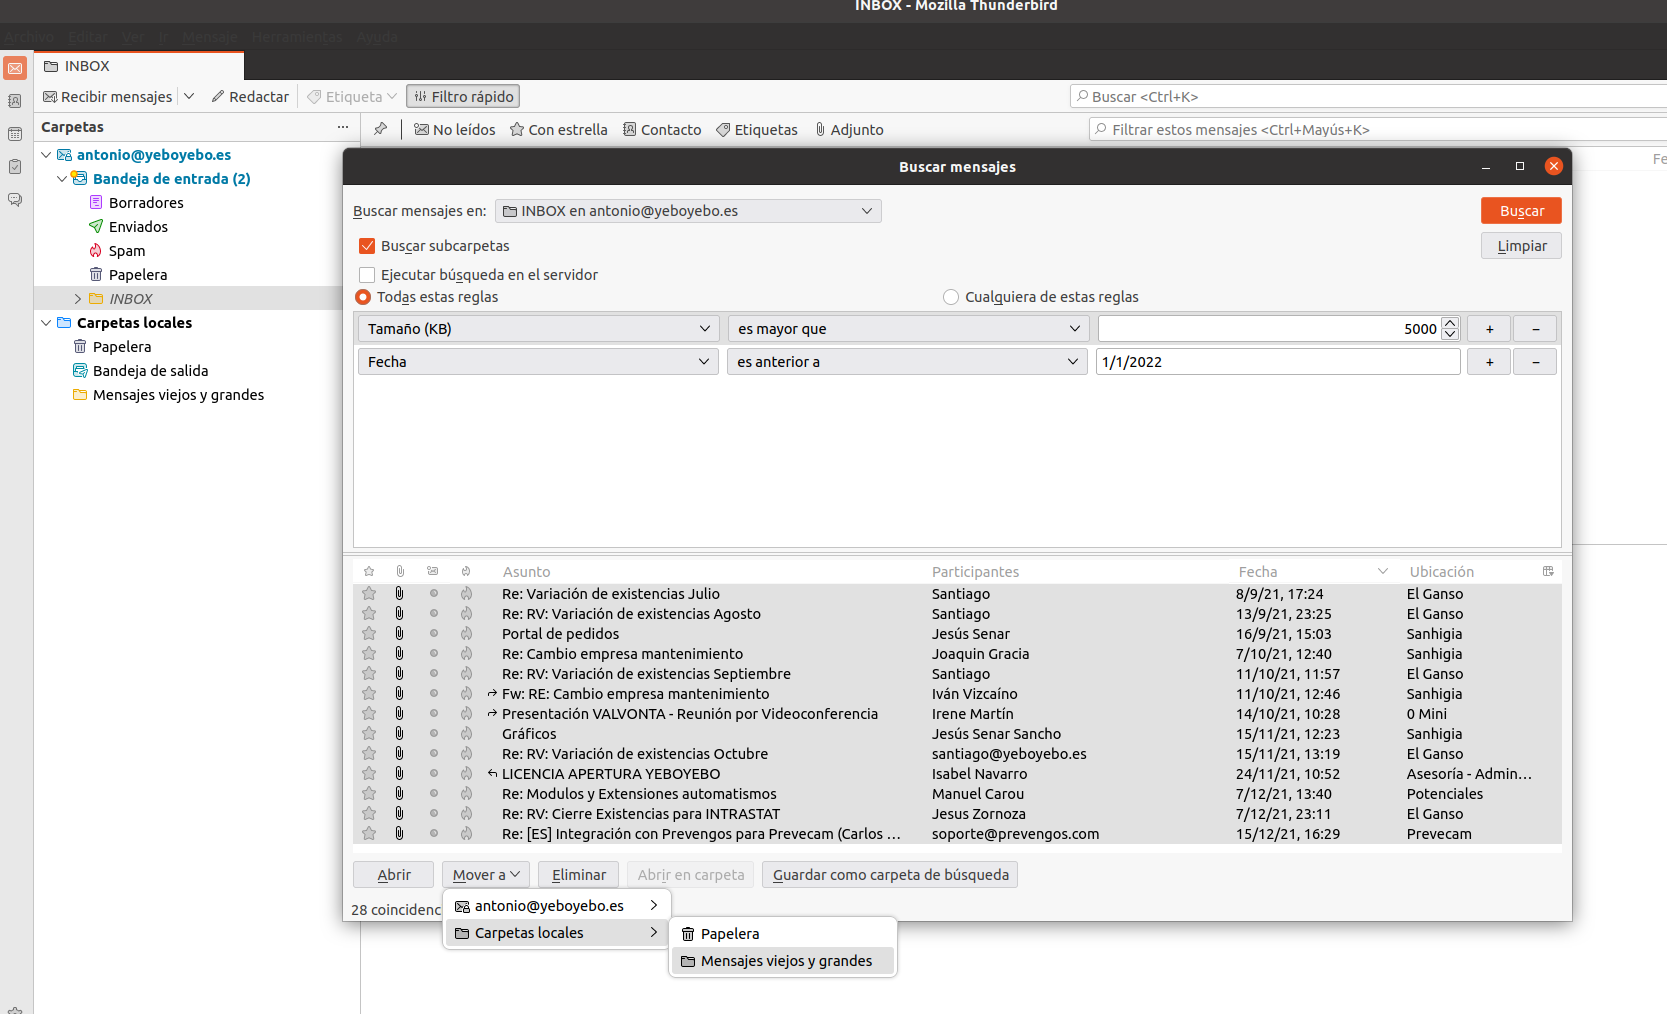 INBOX - Mozilla Thunderbird
Archivo Editar Ver Ir Mensaje Herramientas Ayuda
INBOX
Recibir mensajes Redactar Etiqueta Filtro rápido Buscar <Ctrl+K>
Carpetas ... No leídos Con estrella Contacto Etiquetas Adjunto Filtrar estos mensajes <Ctrl+Mayús+K>
Fe
antonio@yeboyebo.es
Bandeja de entrada (2)
Borradores
Enviados
Spam
Papelera
INBOX
Carpetas locales
Papelera
Bandeja de salida
Mensajes viejos y grandes
Buscar mensajes
Buscar mensajes en: INBOX en antonio@yeboyebo.es Buscar
Buscar subcarpetas Limpiar
Ejecutar búsqueda en el servidor
Todas estas reglas Cualquiera de estas reglas
Tamaño (KB) es mayor que 5000 + −
Fecha es anterior a 1/1/2022 + −
Asunto Participantes Fecha Ubicación
Re: Variación de existencias Julio Santiago 8/9/21, 17:24 El Ganso
Re: RV: Variación de existencias Agosto Santiago 13/9/21, 23:25 El Ganso
Portal de pedidos Jesús Senar 16/9/21, 15:03 Sanhigia
Re: Cambio empresa mantenimiento Joaquin Gracia 7/10/21, 12:40 Sanhigia
Re: RV: Variación de existencias Septiembre Santiago 11/10/21, 11:57 El Ganso
Fw: RE: Cambio empresa mantenimiento Iván Vizcaíno 11/10/21, 12:46 Sanhigia
Presentación VALVONTA - Reunión por Videoconferencia Irene Martín 14/10/21, 10:28 0 Mini
Gráficos Jesús Senar Sancho 15/11/21, 12:23 Sanhigia
Re: RV: Variación de existencias Octubre santiago@yeboyebo.es 15/11/21, 13:19 El Ganso
LICENCIA APERTURA YEBOYEBO Isabel Navarro 24/11/21, 10:52 Asesoría - Admin...
Re: Modulos y Extensiones automatismos Manuel Carou 7/12/21, 13:40 Potenciales
Re: RV: Cierre Existencias para INTRASTAT Jesus Zornoza 7/12/21, 23:11 El Ganso
Re: [ES] Integración con Prevengos para Prevecam (Carlos ... soporte@prevengos.com 15/12/21, 16:29 Prevecam
Abrir Mover a Eliminar Abrir en carpeta Guardar como carpeta de búsqueda
28 coincidenc
antonio@yeboyebo.es
Carpetas locales
Papelera
Mensajes viejos y grandes